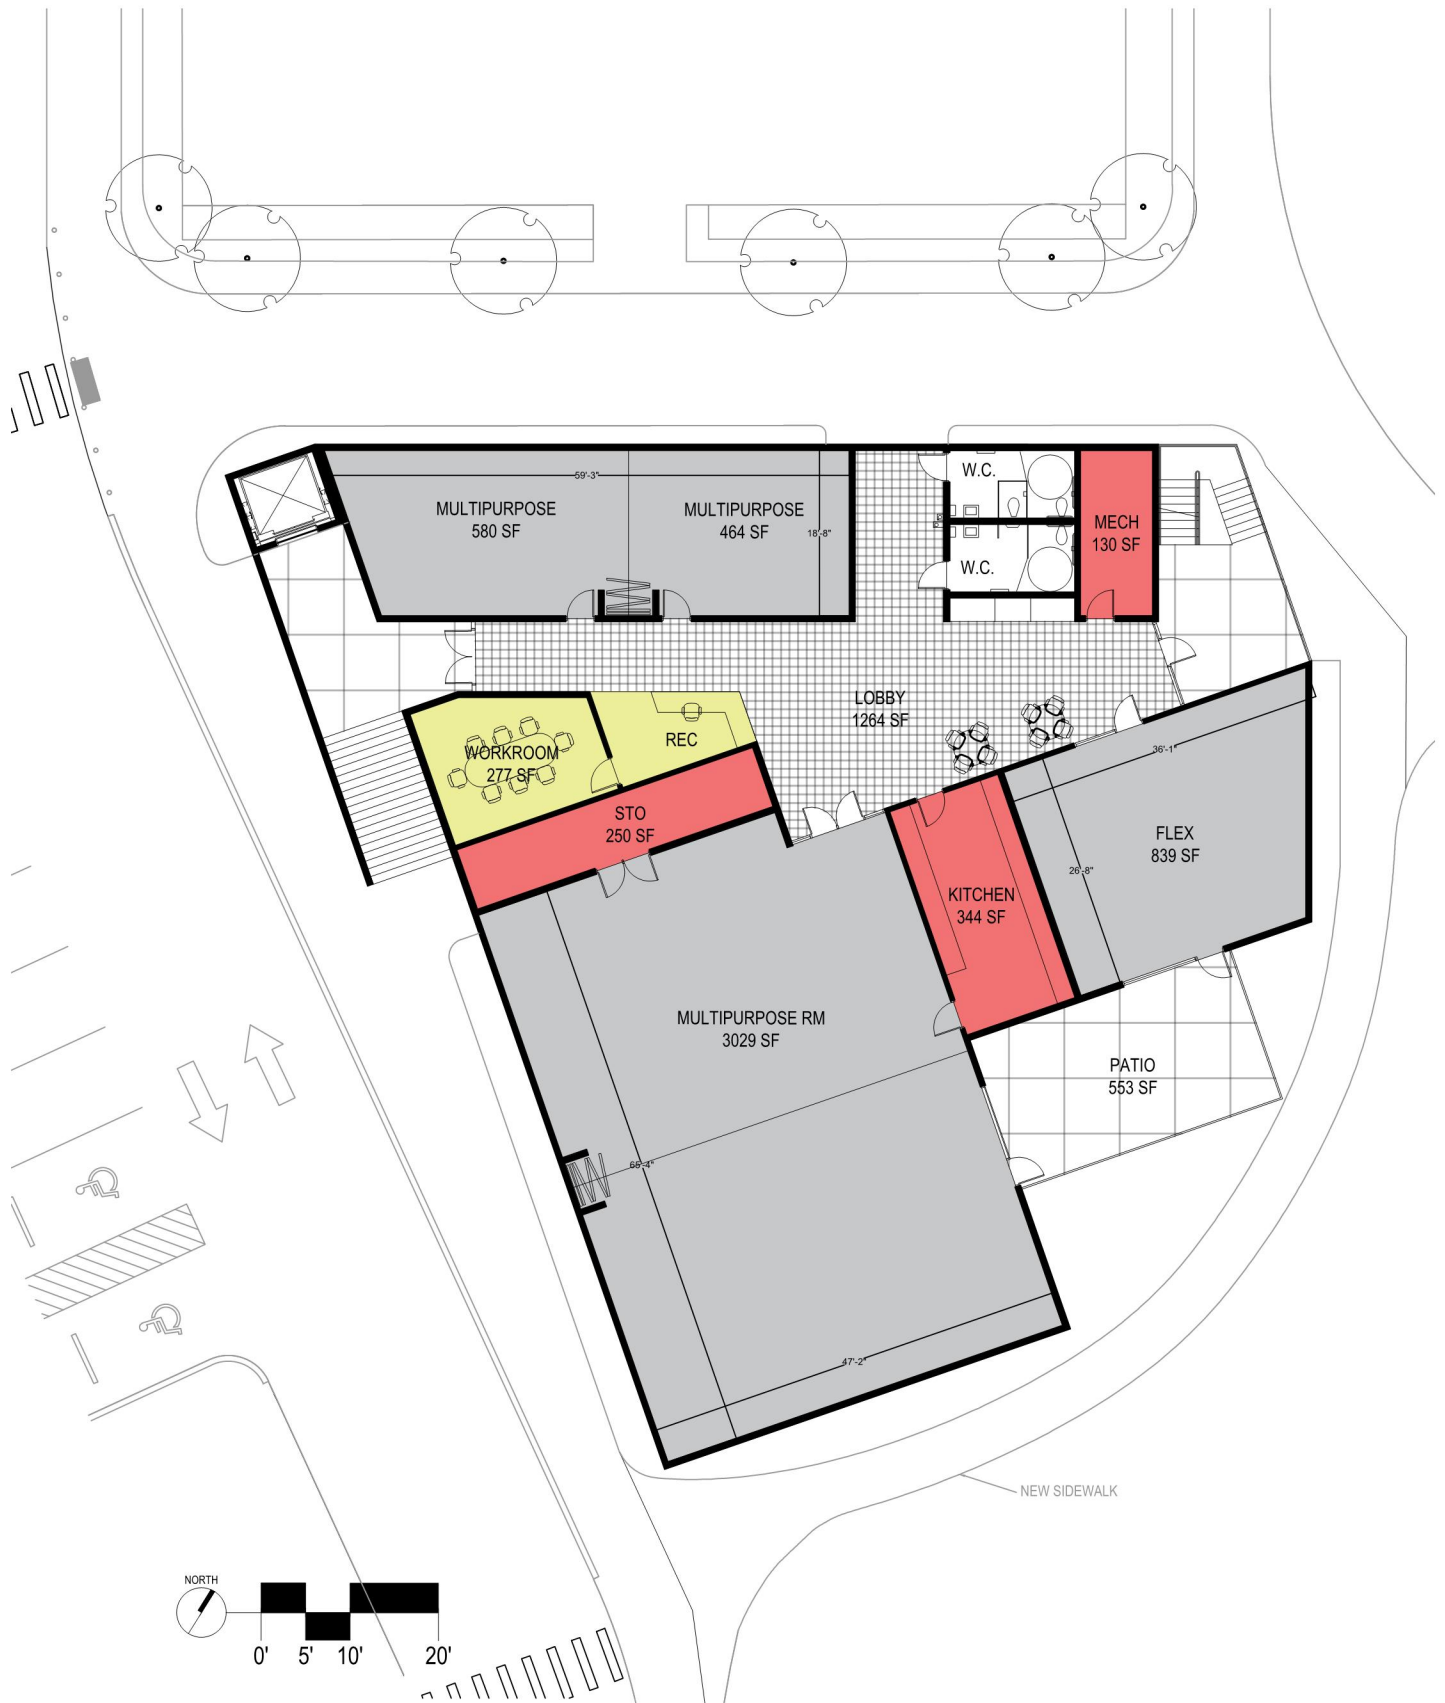 W.C.
59'-3"
MULTIPURPOSE
580 SF
MULTIPURPOSE
464 SF
18'-8"
MECH
130 SF
W.C.
LOBBY
1264 SF
REC
WORKROOM
277 SF
36'-1"
STO
250 SF
FLEX
839 SF
26'-8"
KITCHEN
344 SF
MULTIPURPOSE RM
3029 SF
PATIO
553 SF
65'-4"
47'-2"
NEW SIDEWALK
NORTH
0' 5' 10' 20'